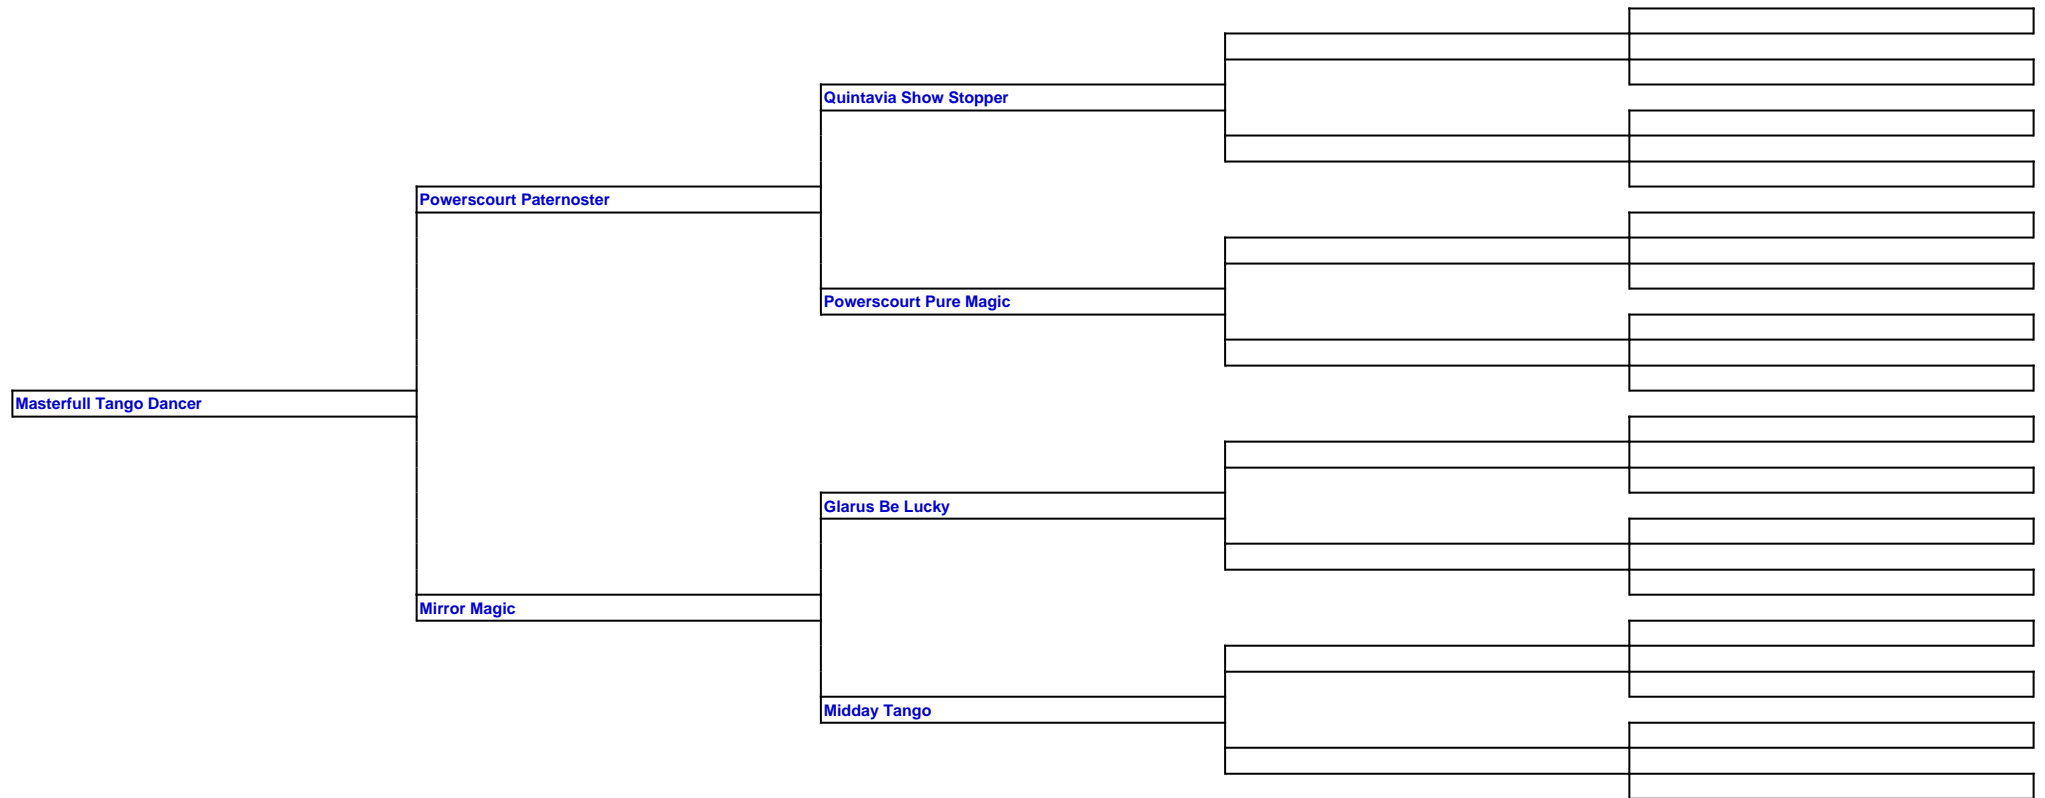 Quintavia Show Stopper
Powerscourt Paternoster
Powerscourt Pure Magic
Masterfull Tango Dancer
Glarus Be Lucky
Mirror Magic
Midday Tango